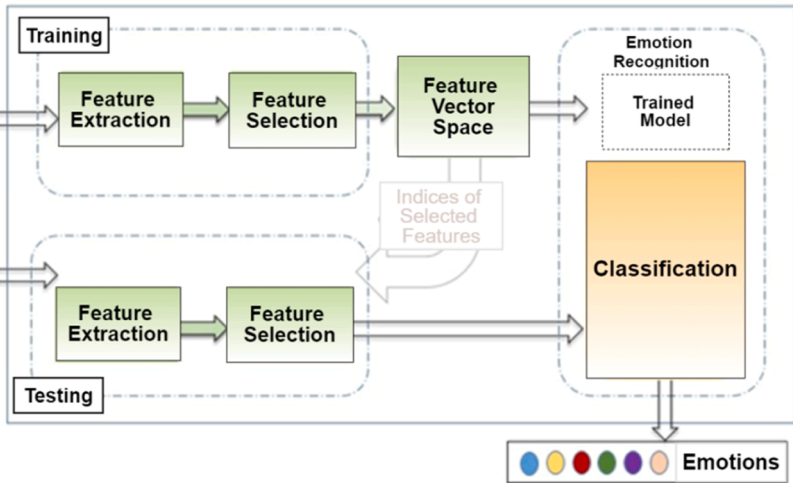 Training
Feature
Extraction
Feature
Selection
Feature
Vector
Space
Emotion
Recognition
Trained
Model
Indices of
Selected
Features
Classification
Feature
Extraction
Feature
Selection
Testing
Emotions